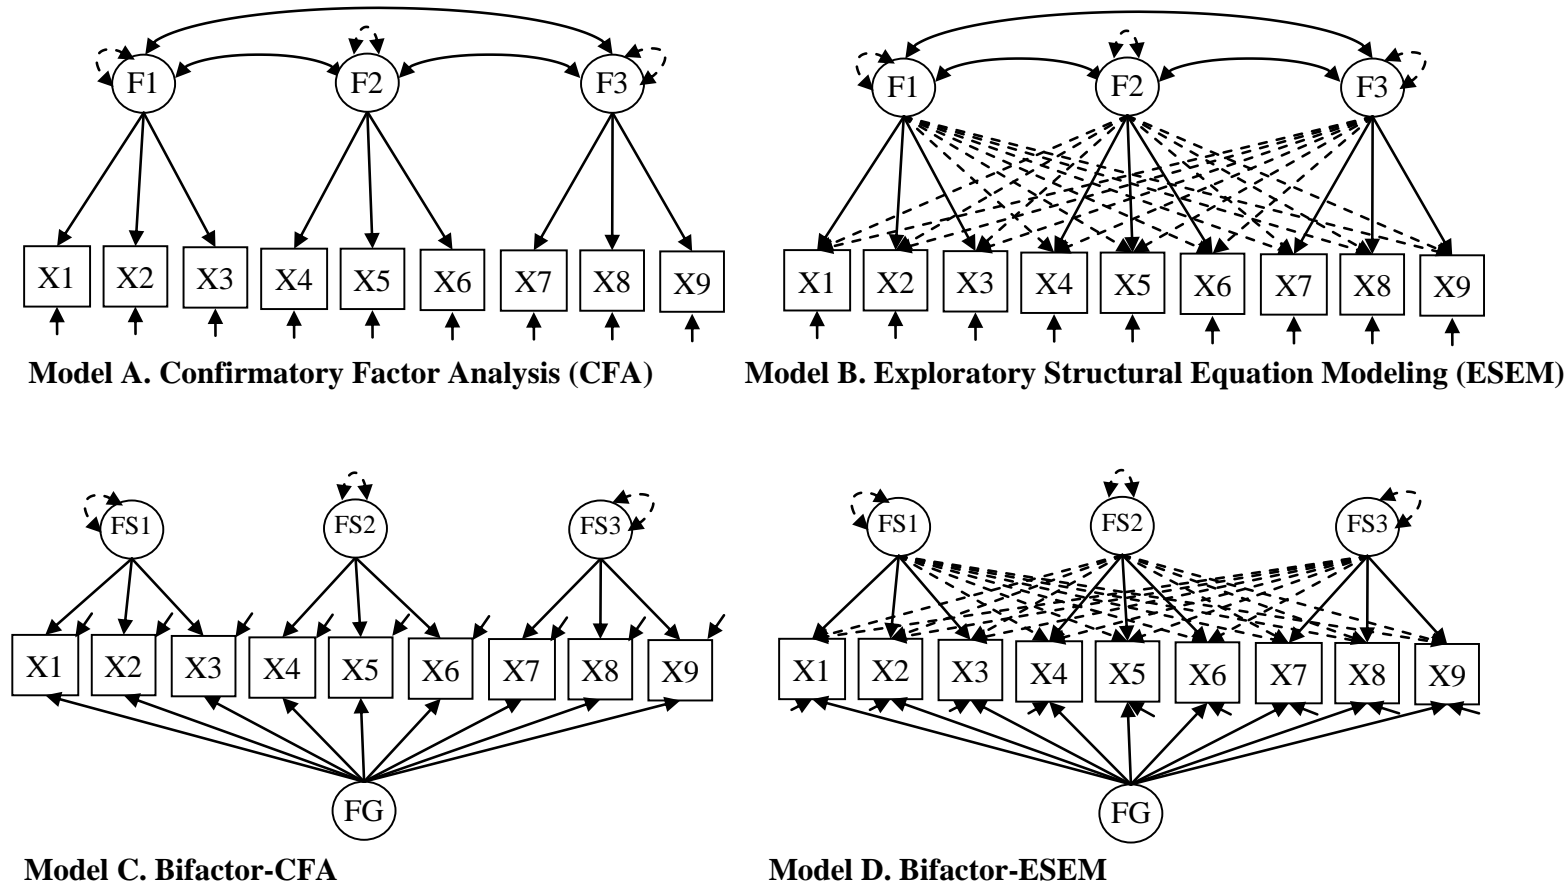 F1 F2 F3
X1 X2 X3 X4 X5 X6 X7 X8 X9
Model A. Confirmatory Factor Analysis (CFA)
F1 F2 F3
X1 X2 X3 X4 X5 X6 X7 X8 X9
Model B. Exploratory Structural Equation Modeling (ESEM)
FS1 FS2 FS3
X1 X2 X3 X4 X5 X6 X7 X8 X9
FG
Model C. Bifactor-CFA
FS1 FS2 FS3
X1 X2 X3 X4 X5 X6 X7 X8 X9
FG
Model D. Bifactor-ESEM